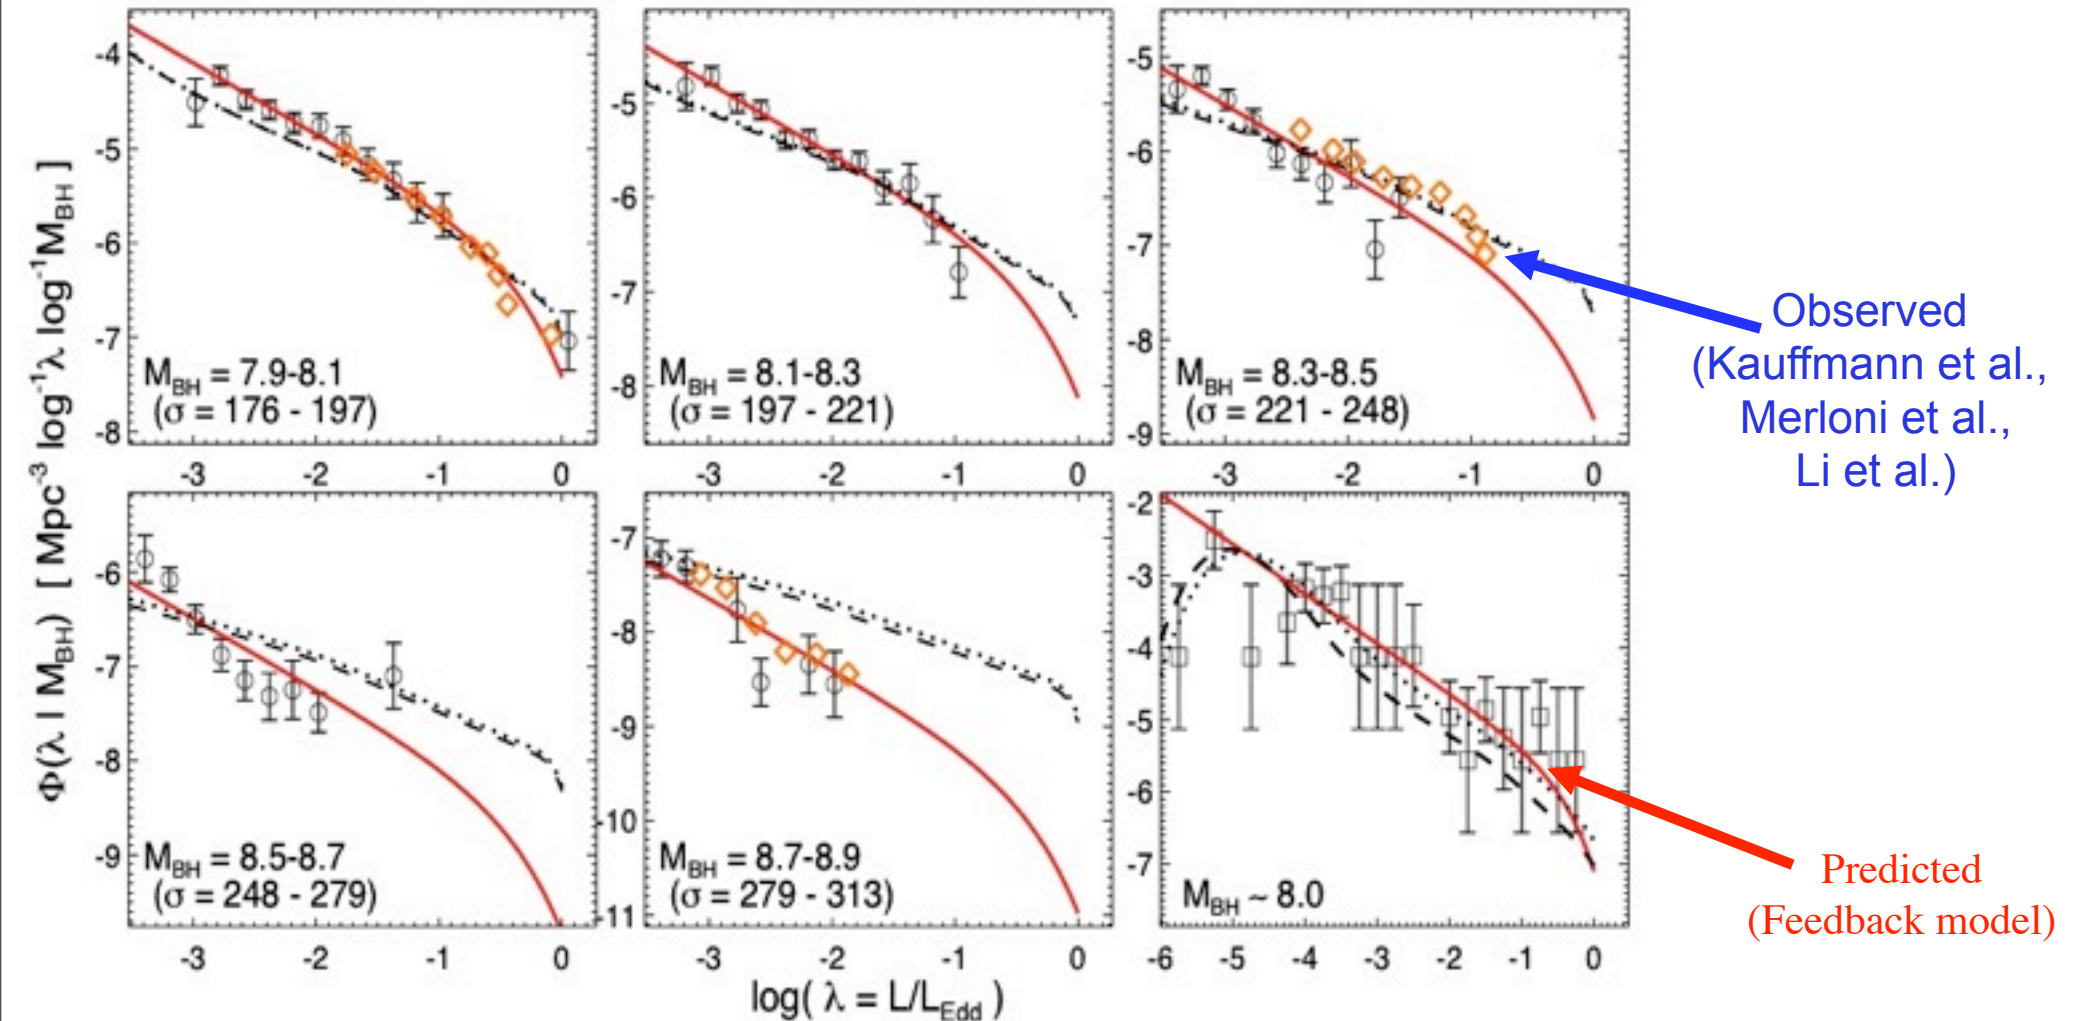 -4
-5
-6
-7
-8
M_BH = 7.9-8.1
(σ = 176 - 197)
-3 -2 -1 0
-5
-6
-7
-8
M_BH = 8.1-8.3
(σ = 197 - 221)
-3 -2 -1 0
-5
-6
-7
-8
-9
M_BH = 8.3-8.5
(σ = 221 - 248)
-3 -2 -1 0
Observed
(Kauffmann et al.,
Merloni et al.,
Li et al.)
Φ(λ | M_BH) [ Mpc^-3 log^-1λ log^-1M_BH ]
-6
-7
-8
-9
M_BH = 8.5-8.7
(σ = 248 - 279)
-3 -2 -1 0
-7
-8
-9
-10
-11
M_BH = 8.7-8.9
(σ = 279 - 313)
-3 -2 -1 0
-2
-3
-4
-5
-6
-7
M_BH ~ 8.0
-6 -5 -4 -3 -2 -1 0
Predicted
(Feedback model)
log( λ = L/L_Edd )